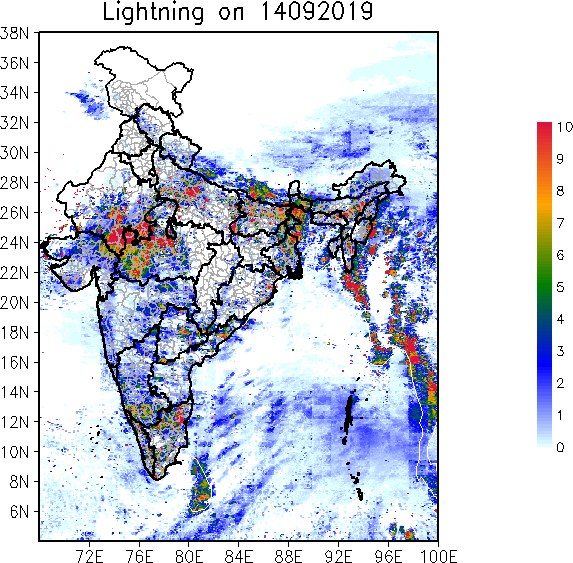 Lightning on 14092019
38N
36N
34N
32N
30N
28N
26N
24N
22N
20N
18N
16N
14N
12N
10N
8N
6N
72E 76E 80E 84E 88E 92E 96E 100E
10
9
8
7
6
5
4
3
2
1
0